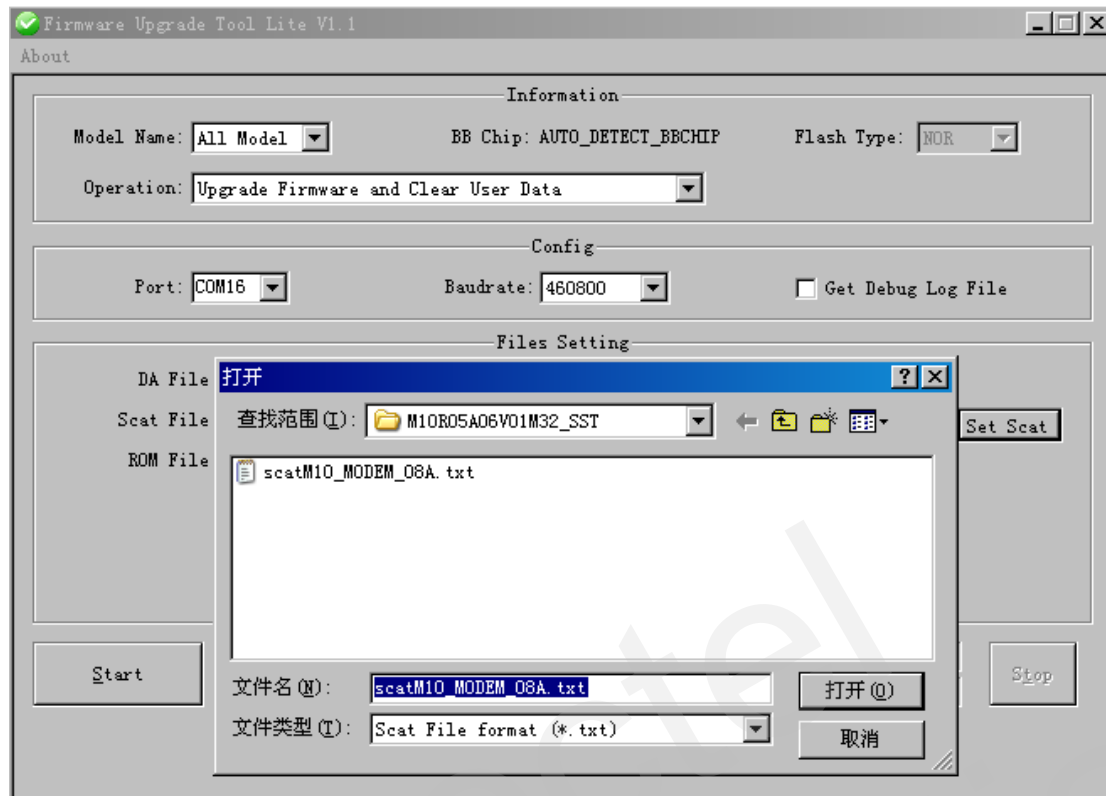 Firmware Upgrade Tool Lite V1.1
About
Information
Model Name: All Model BB Chip: AUTO_DETECT_BBCHIP Flash Type: NOR
Operation: Upgrade Firmware and Clear User Data
Config
Port: COM16 Baudrate: 460800 Get Debug Log File
Files Setting
DA File
打开
Scat File
查找范围(I): M10R05A06V01M32_SST
Set Scat
ROM File
scatM10_MODEM_08A.txt
Start
文件名(N): scatM10_MODEM_08A.txt 打开(O)
Stop
文件类型(T): Scat File format (*.txt) 取消